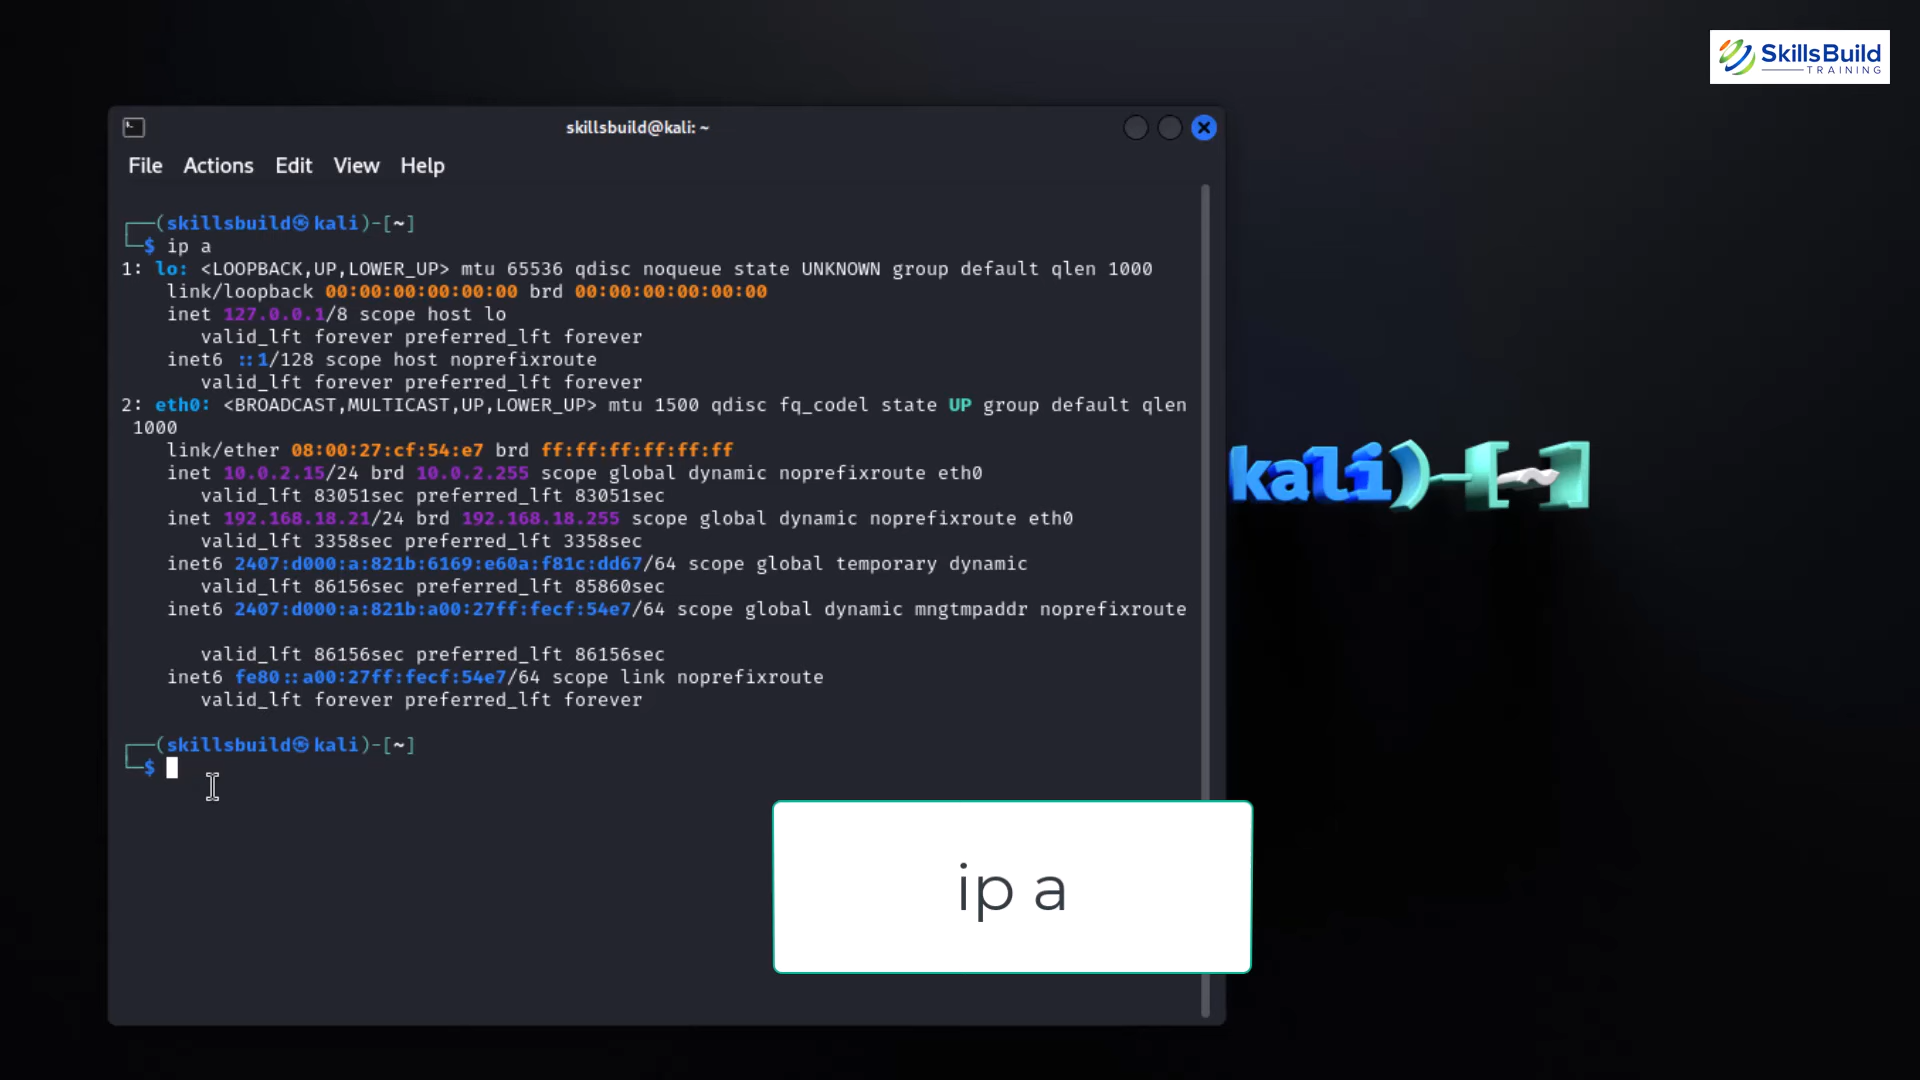 SkillsBuild
TRAINING
skillsbuild@kali: ~
File Actions Edit View Help
┌──(skillsbuild㉿kali)-[~]
└─$ ip a
1: lo: <LOOPBACK,UP,LOWER_UP> mtu 65536 qdisc noqueue state UNKNOWN group default qlen 1000
link/loopback 00:00:00:00:00:00 brd 00:00:00:00:00:00
inet 127.0.0.1/8 scope host lo
valid_lft forever preferred_lft forever
inet6 ::1/128 scope host noprefixroute
valid_lft forever preferred_lft forever
2: eth0: <BROADCAST,MULTICAST,UP,LOWER_UP> mtu 1500 qdisc fq_codel state UP group default qlen
1000
link/ether 08:00:27:cf:54:e7 brd ff:ff:ff:ff:ff:ff
inet 10.0.2.15/24 brd 10.0.2.255 scope global dynamic noprefixroute eth0
valid_lft 83051sec preferred_lft 83051sec
inet 192.168.18.21/24 brd 192.168.18.255 scope global dynamic noprefixroute eth0
valid_lft 3358sec preferred_lft 3358sec
inet6 2407:d000:a:821b:6169:e60a:f81c:dd67/64 scope global temporary dynamic
valid_lft 86156sec preferred_lft 85860sec
inet6 2407:d000:a:821b:a00:27ff:fecf:54e7/64 scope global dynamic mngtmpaddr noprefixroute
valid_lft 86156sec preferred_lft 86156sec
inet6 fe80::a00:27ff:fecf:54e7/64 scope link noprefixroute
valid_lft forever preferred_lft forever
┌──(skillsbuild㉿kali)-[~]
└─$
kali)-[~]
ip a